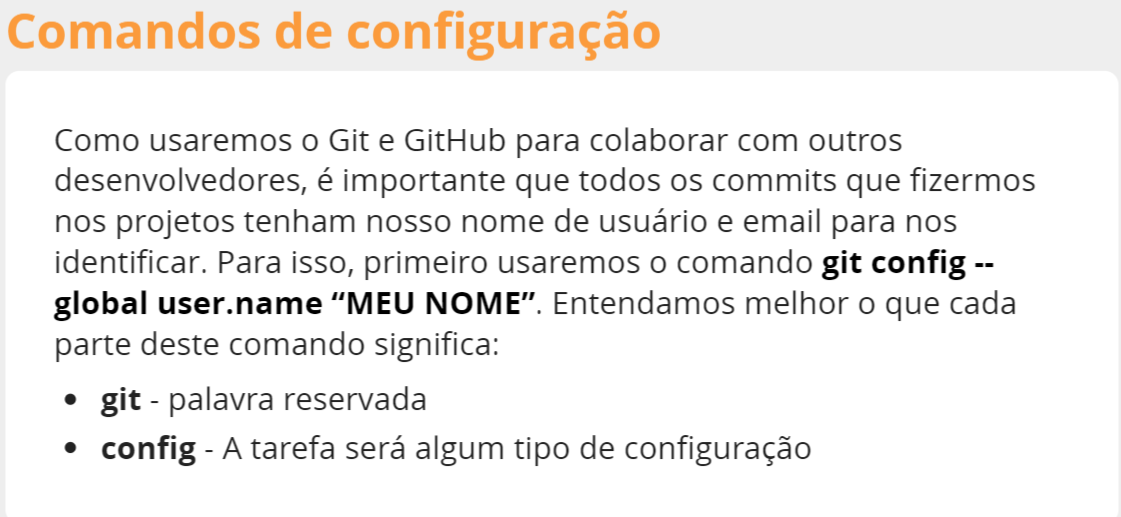 Comandos de configuração
Como usaremos o Git e GitHub para colaborar com outros
desenvolvedores, é importante que todos os commits que fizermos
nos projetos tenham nosso nome de usuário e email para nos
identificar. Para isso, primeiro usaremos o comando git config --
global user.name “MEU NOME”. Entendamos melhor o que cada
parte deste comando significa:
• git - palavra reservada
• config - A tarefa será algum tipo de configuração